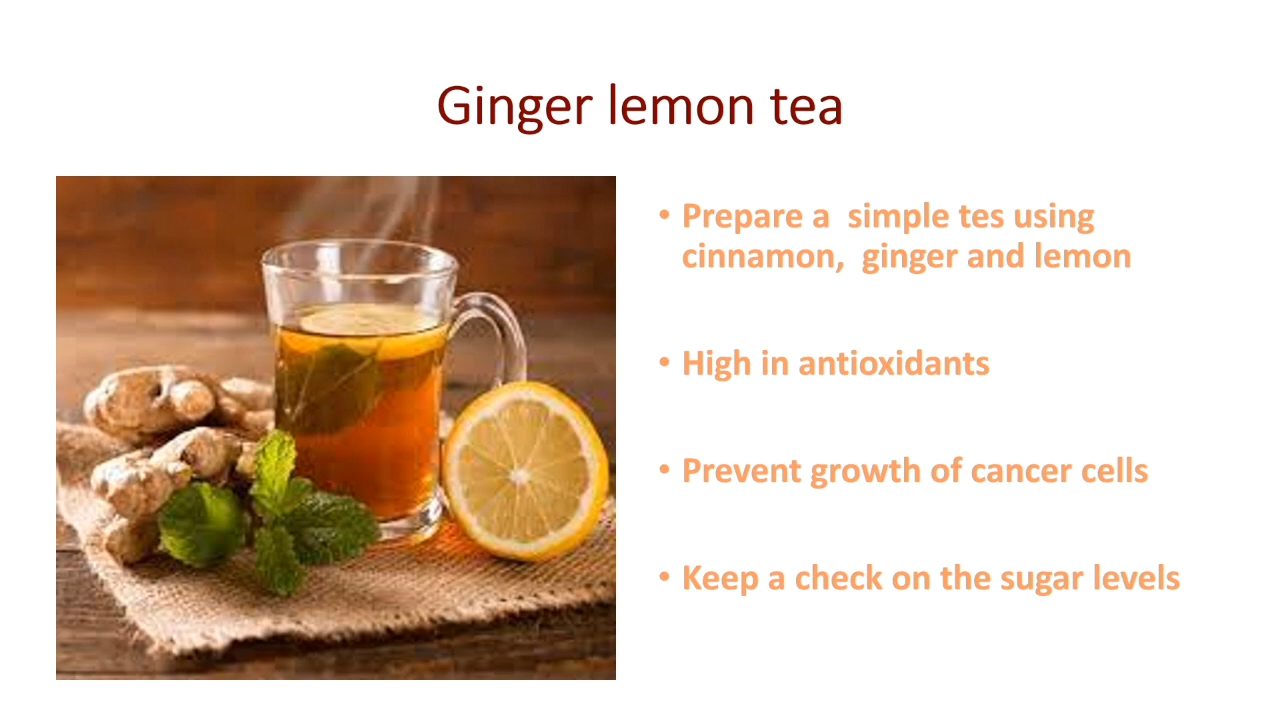 Ginger lemon tea
• Prepare a  simple tes using
cinnamon,  ginger and lemon
• High in antioxidants
• Prevent growth of cancer cells
• Keep a check on the sugar levels